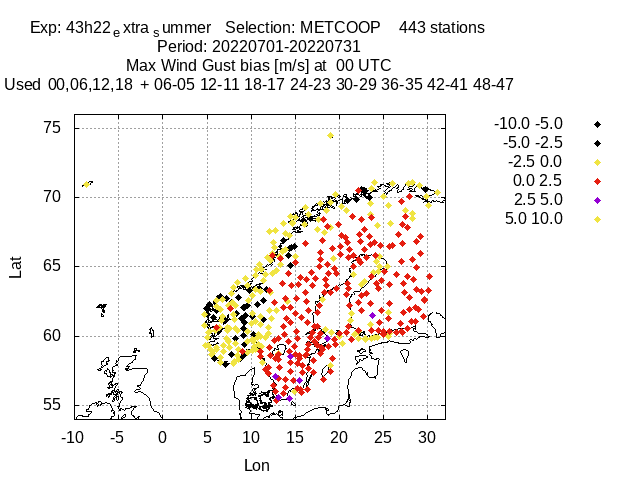 Exp: 43h22extrasummer Selection: METCOOP 443 stations
Period: 20220701-20220731
Max Wind Gust bias [m/s] at 00 UTC
Used 00,06,12,18 + 06-05 12-11 18-17 24-23 30-29 36-35 42-41 48-47
-10.0 -5.0
-5.0 -2.5
-2.5 0.0
0.0 2.5
2.5 5.0
5.0 10.0
75
70
65
60
55
Lat
-10 -5 0 5 10 15 20 25 30
Lon